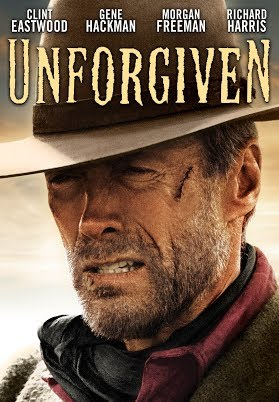 CLINT EASTWOOD GENE HACKMAN MORGAN FREEMAN RICHARD HARRIS
UNFORGIVEN